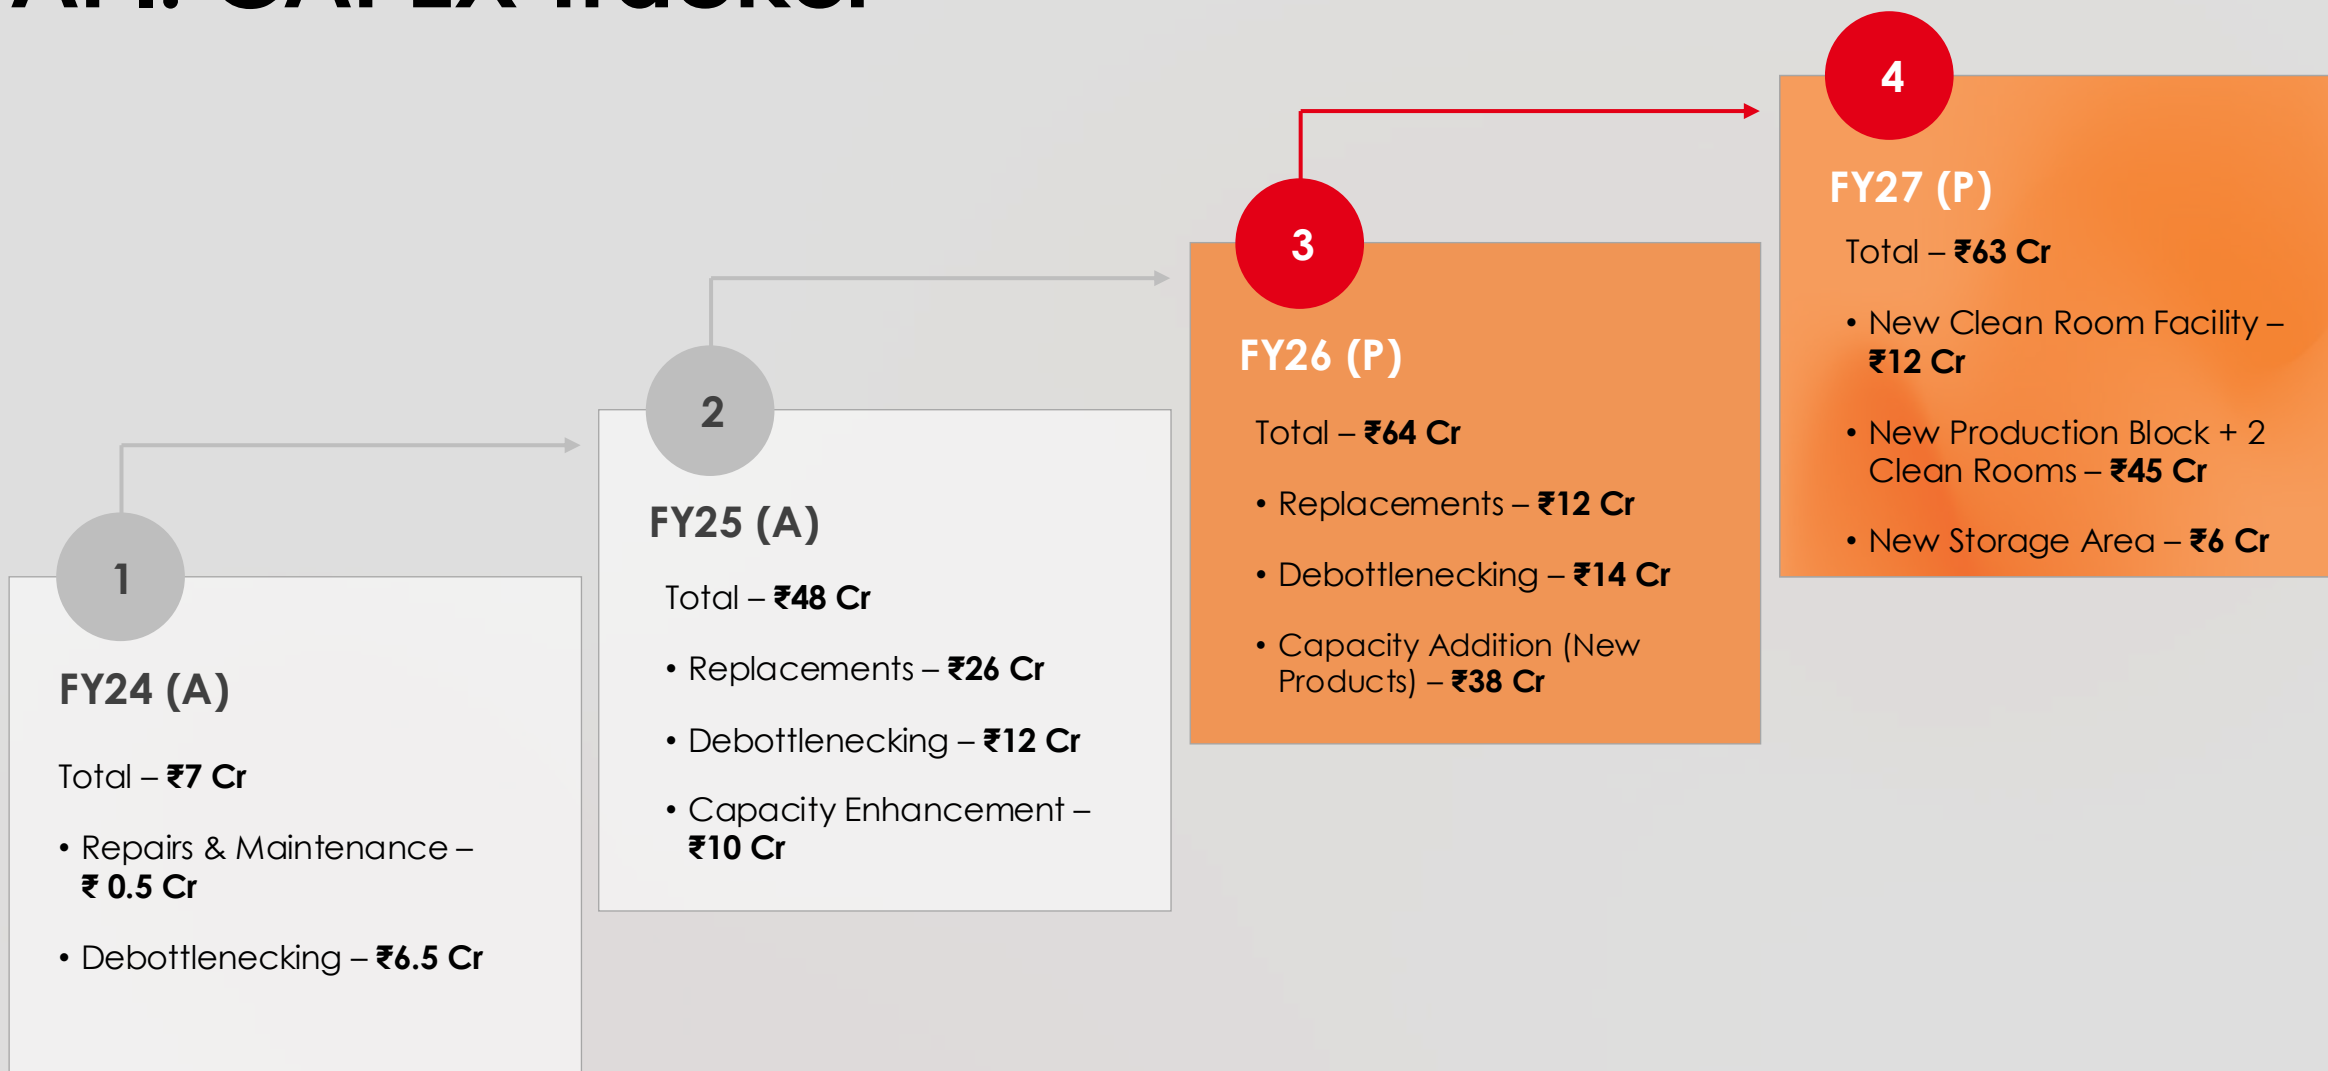 API: CAPEX Tracker
1
FY24 (A)
Total – ₹7 Cr
• Repairs & Maintenance –
₹ 0.5 Cr
• Debottlenecking – ₹6.5 Cr
2
FY25 (A)
Total – ₹48 Cr
• Replacements – ₹26 Cr
• Debottlenecking – ₹12 Cr
• Capacity Enhancement –
₹10 Cr
3
FY26 (P)
Total – ₹64 Cr
• Replacements – ₹12 Cr
• Debottlenecking – ₹14 Cr
• Capacity Addition (New
Products) – ₹38 Cr
4
FY27 (P)
Total – ₹63 Cr
• New Clean Room Facility –
₹12 Cr
• New Production Block + 2
Clean Rooms – ₹45 Cr
• New Storage Area – ₹6 Cr